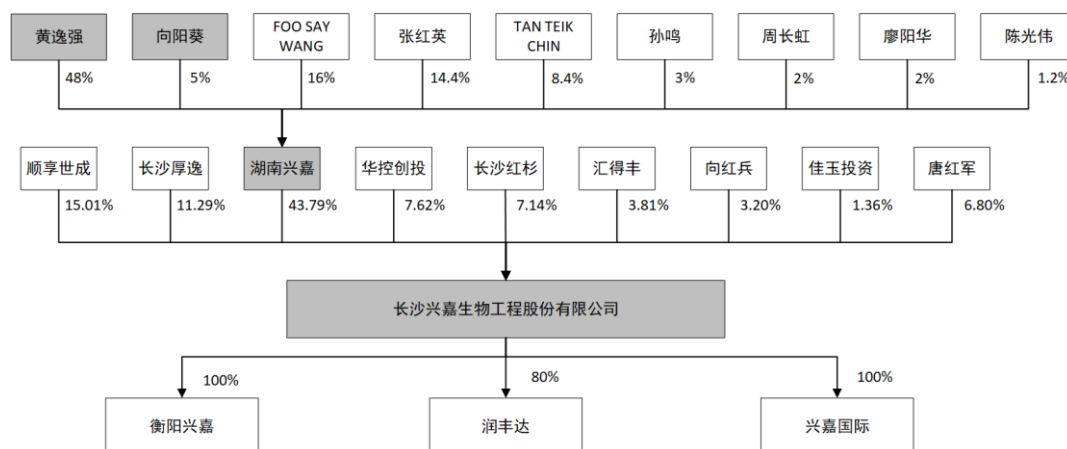 黄逸强
向阳葵
FOO SAY
WANG
张红英
TAN TEIK
CHIN
孙鸣
周长虹
廖阳华
陈光伟
48%
5%
16%
14.4%
8.4%
3%
2%
2%
1.2%
顺享世成
长沙厚逸
湖南兴嘉
华控创投
长沙红杉
汇得丰
向红兵
佳玉投资
唐红军
15.01%
11.29%
43.79%
7.62%
7.14%
3.81%
3.20%
1.36%
6.80%
长沙兴嘉生物工程股份有限公司
100%
80%
100%
衡阳兴嘉
润丰达
兴嘉国际